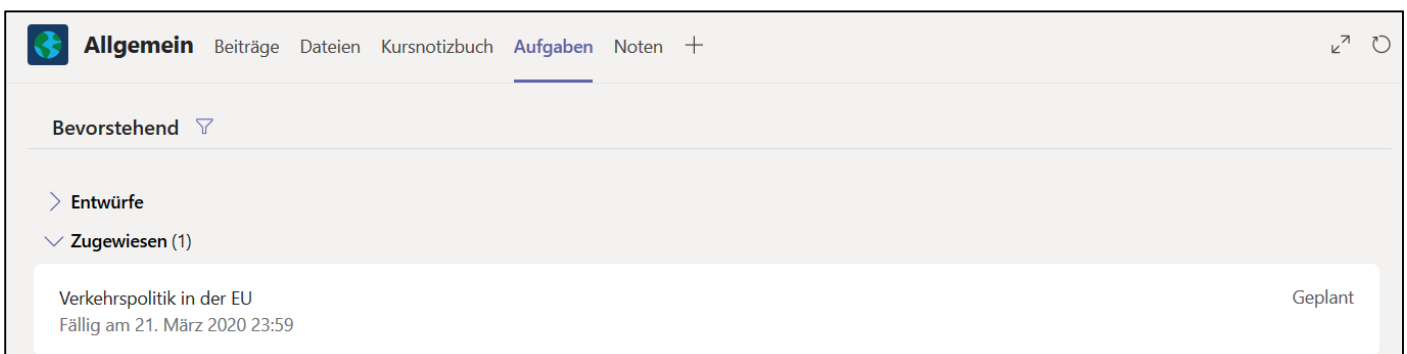 Allgemein Beiträge Dateien Kursnotizbuch Aufgaben Noten +
Bevorstehend
Entwürfe
Zugewiesen (1)
Verkehrspolitik in der EU Geplant
Fällig am 21. März 2020 23:59